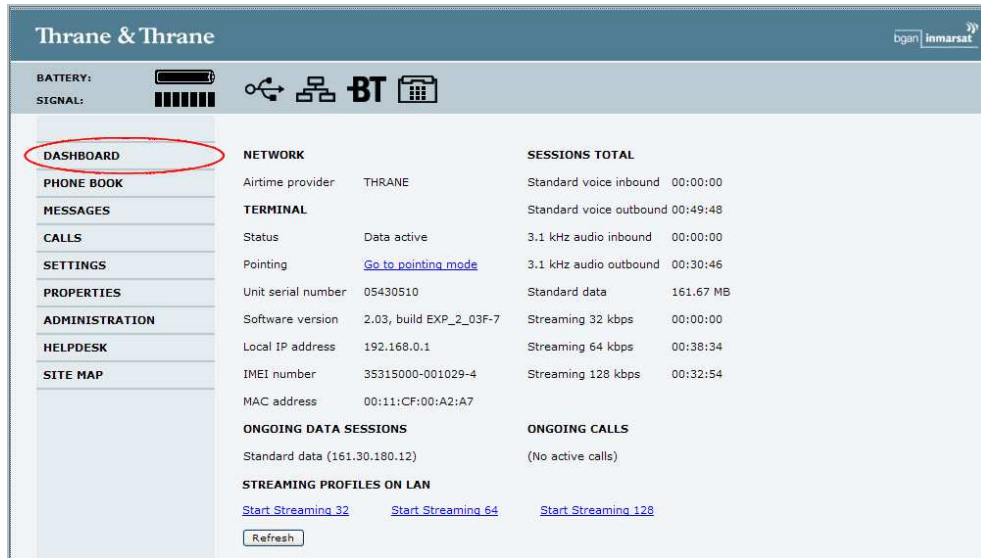 Thrane & Thrane
bgan inmarsat
BATTERY:
SIGNAL:
BT
DASHBOARD
PHONE BOOK
MESSAGES
CALLS
SETTINGS
PROPERTIES
ADMINISTRATION
HELPDESK
SITE MAP
NETWORK
Airtime provider THRANE
TERMINAL
Status Data active
Pointing Go to pointing mode
Unit serial number 05430510
Software version 2.03, build EXP_2_03F-7
Local IP address 192.168.0.1
IMEI number 35315000-001029-4
MAC address 00:11:CF:00:A2:A7
ONGOING DATA SESSIONS
Standard data (161.30.180.12)
SESSIONS TOTAL
Standard voice inbound 00:00:00
Standard voice outbound 00:49:48
3.1 kHz audio inbound 00:00:00
3.1 kHz audio outbound 00:30:46
Standard data 161.67 MB
Streaming 32 kbps 00:00:00
Streaming 64 kbps 00:38:34
Streaming 128 kbps 00:32:54
ONGOING CALLS
(No active calls)
STREAMING PROFILES ON LAN
Start Streaming 32 Start Streaming 64 Start Streaming 128
Refresh